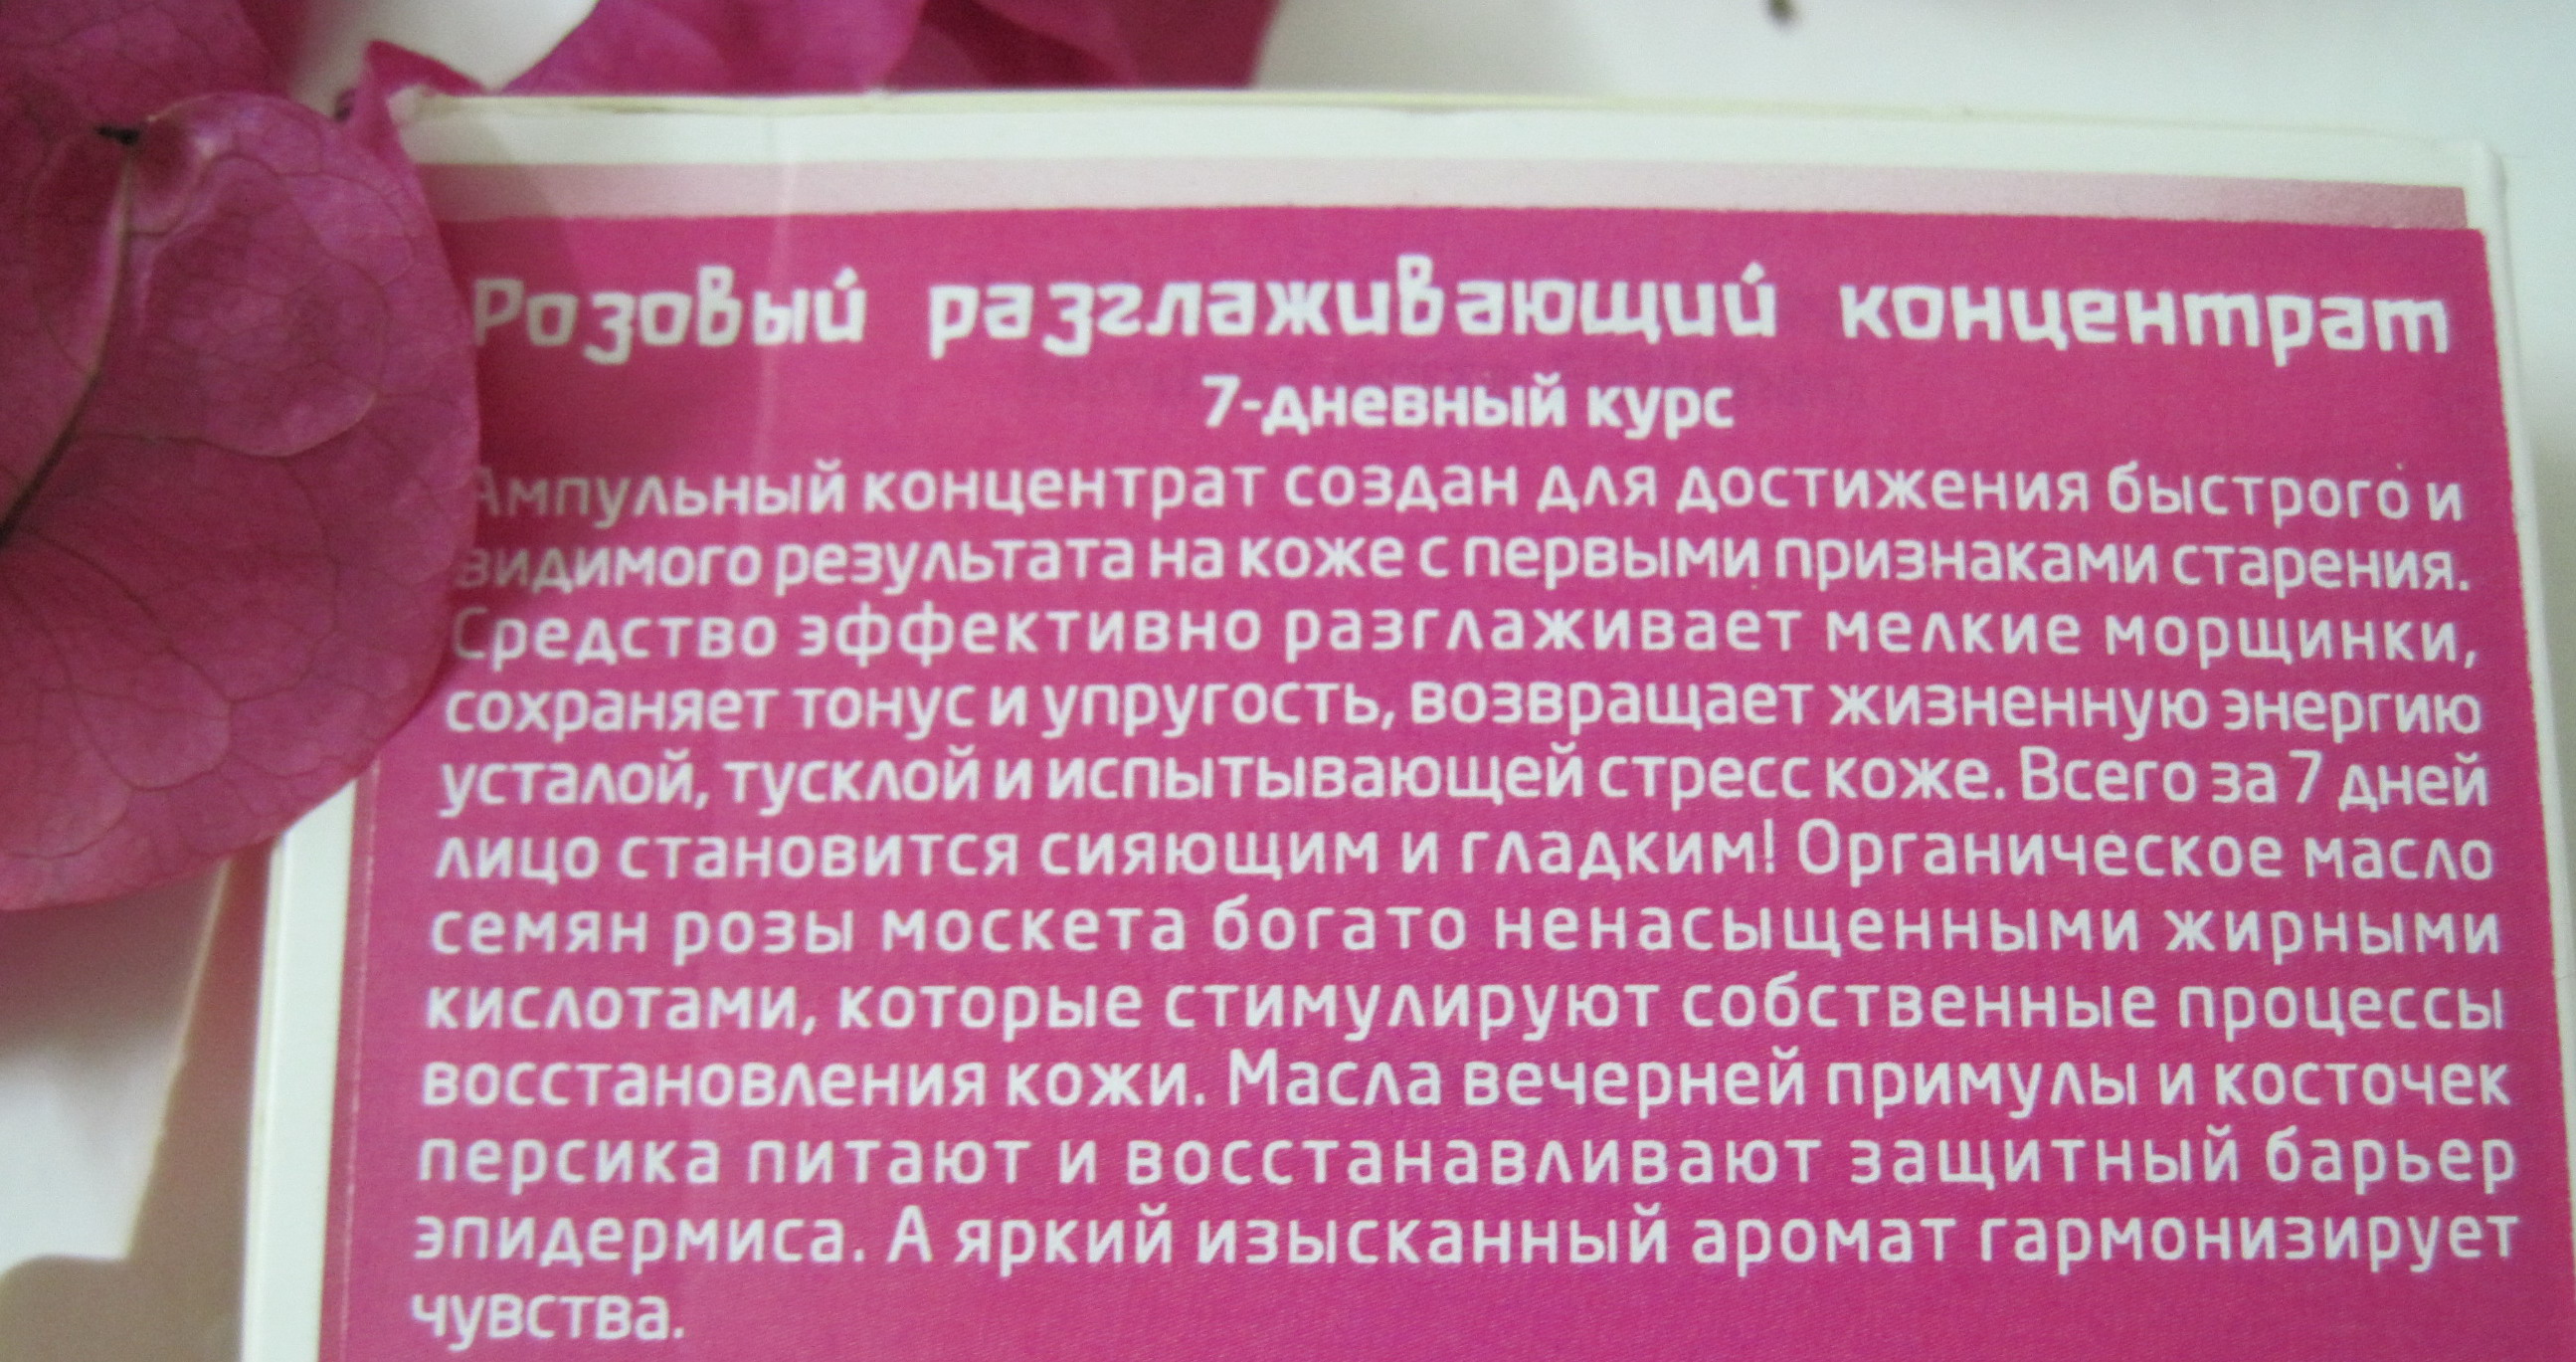 Розовый разглаживающий концентрат
7-дневный курс
Ампульный концентрат создан для достижения быстрого и
видимого результата на коже с первыми признаками старения.
Средство эффективно разглаживает мелкие морщинки,
сохраняет тонус и упругость, возвращает жизненную энергию
усталой, тусклой и испытывающей стресс коже. Всего за 7 дней
лицо становится сияющим и гладким! Органическое масло
семян розы москета богато ненасыщенными жирными
кислотами, которые стимулируют собственные процессы
восстановления кожи. Масла вечерней примулы и косточек
персика питают и восстанавливают защитный барьер
эпидермиса. А яркий изысканный аромат гармонизирует
чувства.